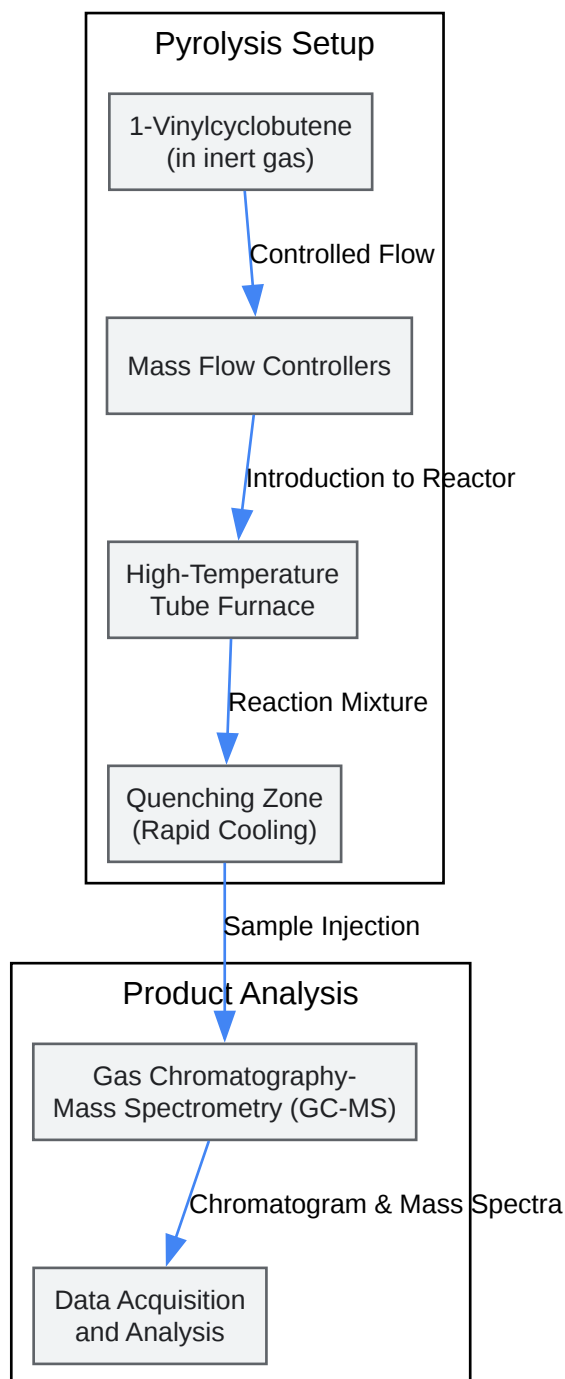 Pyrolysis Setup
1-Vinylcyclobutene
(in inert gas)
Controlled Flow
Mass Flow Controllers
Introduction to Reactor
High-Temperature
Tube Furnace
Reaction Mixture
Quenching Zone
(Rapid Cooling)
Sample Injection
Product Analysis
Gas Chromatography-
Mass Spectrometry (GC-MS)
Chromatogram & Mass Spectra
Data Acquisition
and Analysis